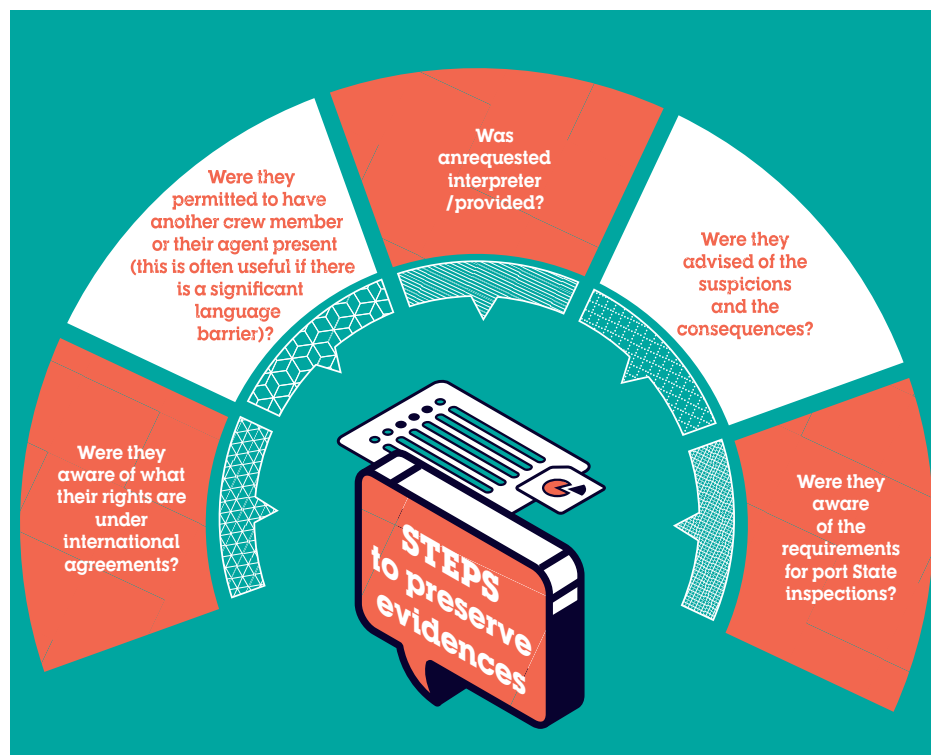 Were they
aware of what
their rights are
under
international
agreements?
Were they
permitted to have
another crew member
or their agent present
(this is often useful if there
is a significant
language
barrier)?
Was
anrequested
interpreter
/provided?
Were they
advised of the
suspicions
and the
consequences?
Were they
aware
of the
requirements
for port State
inspections?
STEPS
to preserve
evidences